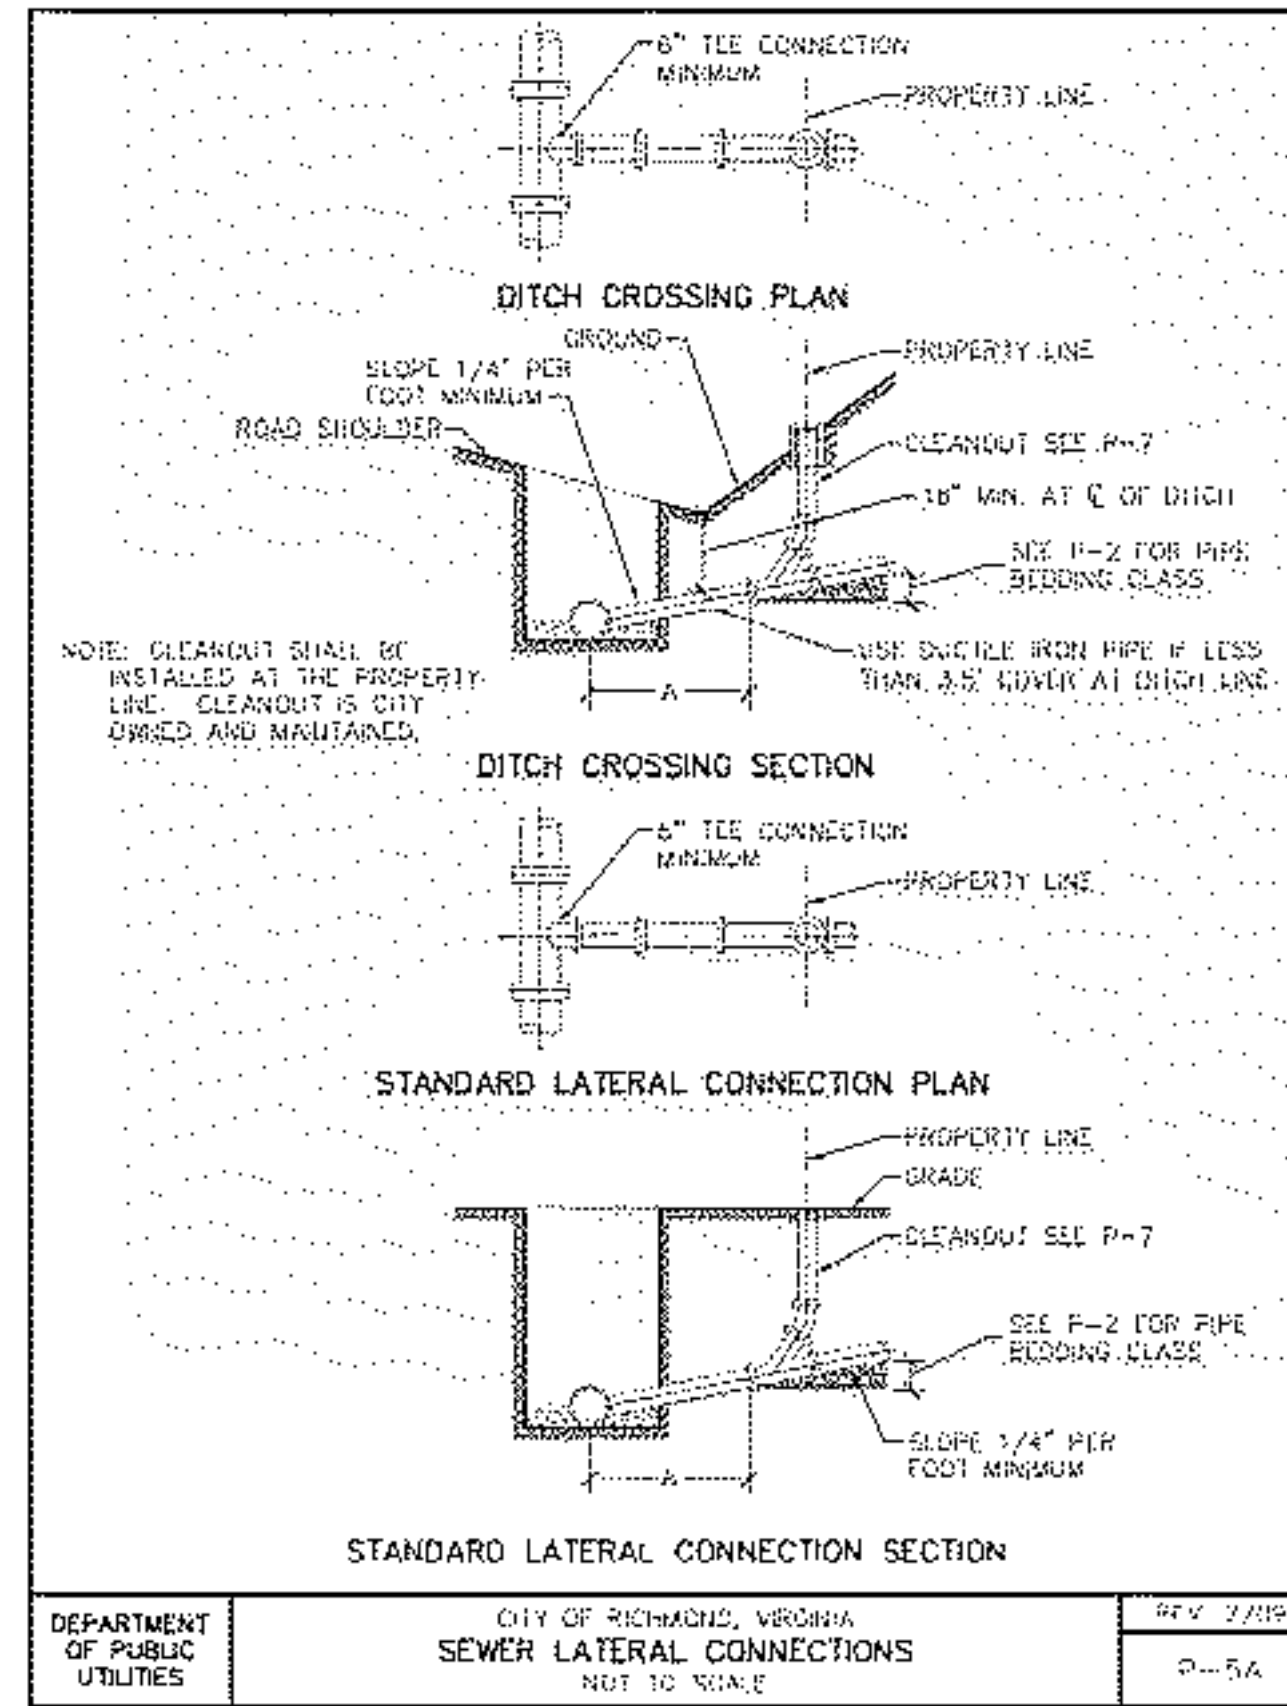 6" TEE CONNECTION
MINIMUM
PROPERTY LINE
DITCH CROSSING PLAN
GROUND
SLOPE 1/4" PER
FOOT MINIMUM
PROPERTY LINE
ROAD SHOULDER
CLEANOUT SEE P-7
18" MIN. AT ℄ OF DITCH
SEE P-2 FOR PIPE
BEDDING CLASS
NOTE: CLEANOUT SHALL BE
INSTALLED AT THE PROPERTY
LINE. CLEANOUT IS CITY
OWNED AND MAINTAINED.
USE DUCTILE IRON PIPE IF LESS
THAN 3.5' COVER AT DITCH LINE
A
DITCH CROSSING SECTION
6" TEE CONNECTION
MINIMUM
PROPERTY LINE
STANDARD LATERAL CONNECTION PLAN
PROPERTY LINE
GRADE
CLEANOUT SEE P-7
SEE P-2 FOR PIPE
BEDDING CLASS
SLOPE 1/4" PER
FOOT MINIMUM
A
STANDARD LATERAL CONNECTION SECTION
DEPARTMENT
OF PUBLIC
UTILITIES
CITY OF RICHMOND, VIRGINIA
SEWER LATERAL CONNECTIONS
NOT TO SCALE
REV
P-5A